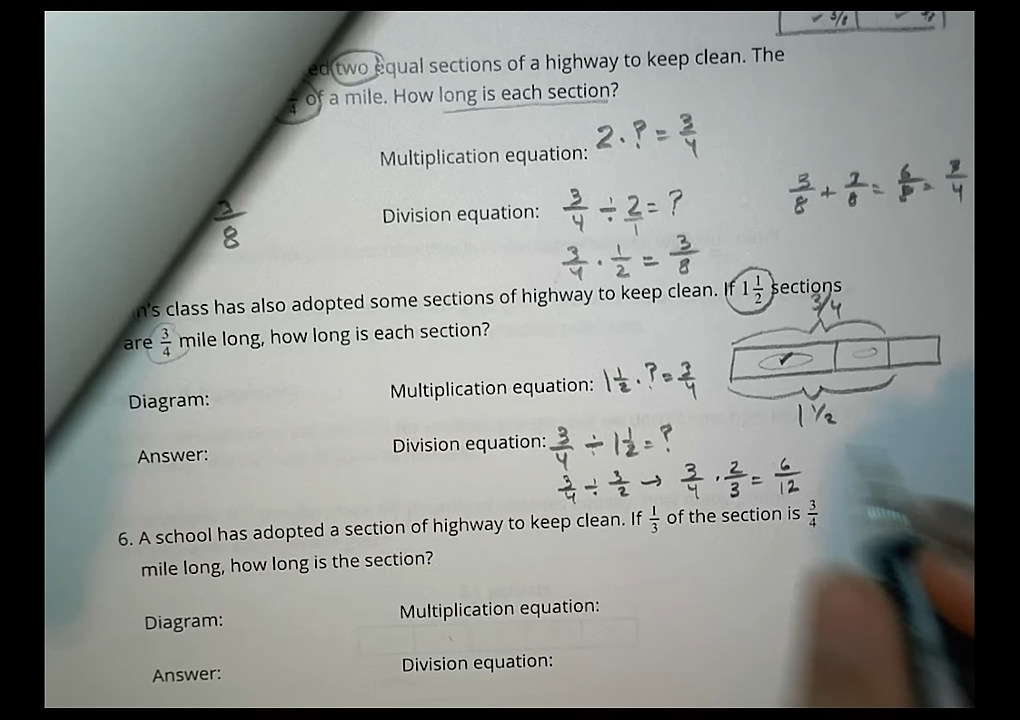 two equal sections of a highway to keep clean. The
4 of a mile. How long is each section?
Multiplication equation: 2 · ? = 3/4
Division equation: 3/4 ÷ 2/1 = ?
3/4 · 1/2 = 3/8
3/8 + 3/8 = 6/8 = 3/4
3/8
n's class has also adopted some sections of highway to keep clean. If 1 1/2 sections
are 3/4 mile long, how long is each section?
3/4
1 1/2
Diagram:
Multiplication equation: 1 1/2 · ? = 3/4
Answer:
Division equation: 3/4 ÷ 1 1/2 = ?
3/4 ÷ 3/2 → 3/4 · 2/3 = 6/12
6. A school has adopted a section of highway to keep clean. If 1/3 of the section is 3/4
mile long, how long is the section?
Diagram:
Multiplication equation:
Answer:
Division equation: